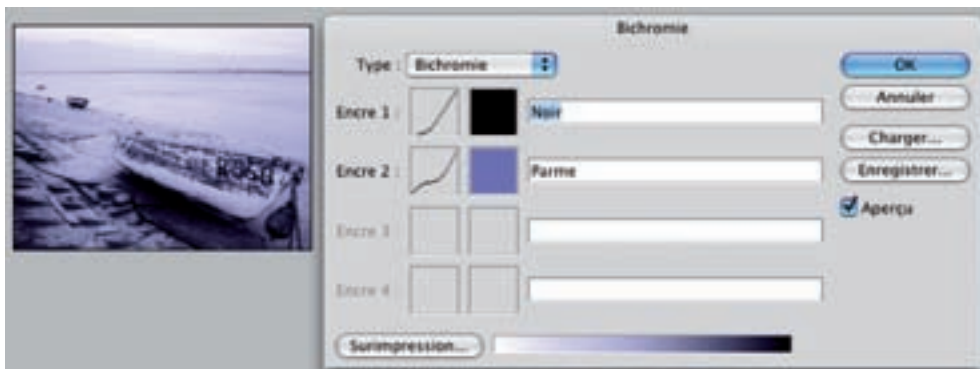 Bichromie
Type : Bichromie
OK
Encre 1 :
Noir
Annuler
Charger...
Encre 2 :
Parme
Enregistrer...
Aperçu
Encre 3
Encre 4
Surimpression...